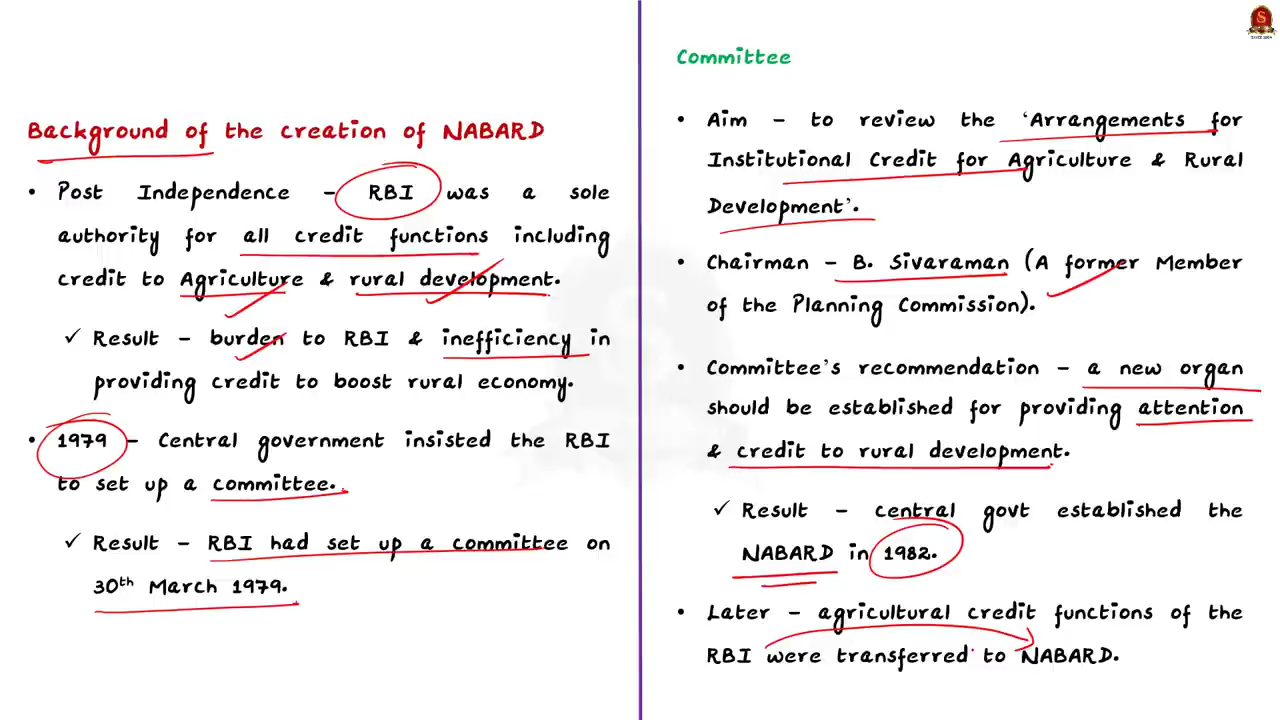 Background of the creation of NABARD
• Post Independence - RBI was a sole
authority for all credit functions including
credit to Agriculture & rural development.
✓ Result - burden to RBI & inefficiency in
providing credit to boost rural economy.
• 1979 - Central government insisted the RBI
to set up a committee.
✓ Result - RBI had set up a committee on
30th March 1979.
Committee
• Aim - to review the 'Arrangements for
Institutional Credit for Agriculture & Rural
Development'.
• Chairman - B. Sivaraman (A former Member
of the Planning Commission).
• Committee's recommendation - a new organ
should be established for providing attention
& credit to rural development.
✓ Result - central govt established the
NABARD in 1982.
• Later - agricultural credit functions of the
RBI were transferred to NABARD.
S
SINCE 2004